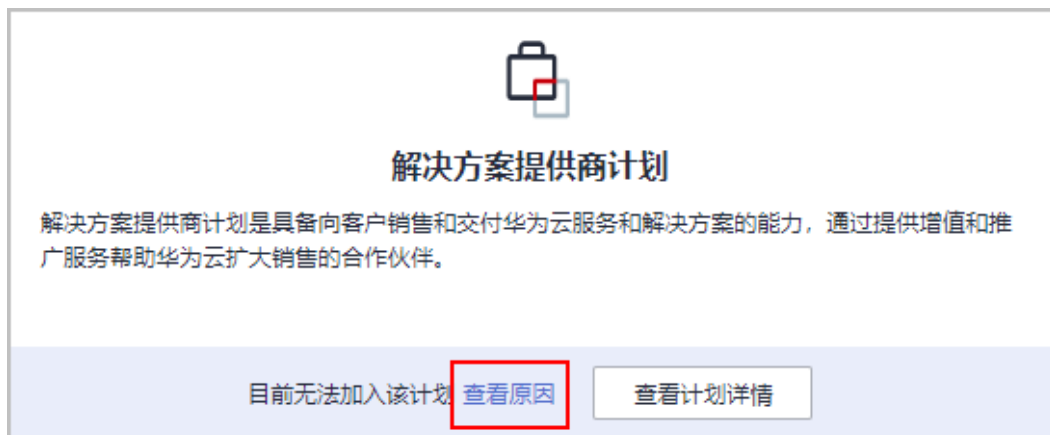 解决方案提供商计划
解决方案提供商计划是具备向客户销售和交付华为云服务和解决方案的能力，通过提供增值和推
广服务帮助华为云扩大销售的合作伙伴。
目前无法加入该计划 查看原因 查看计划详情